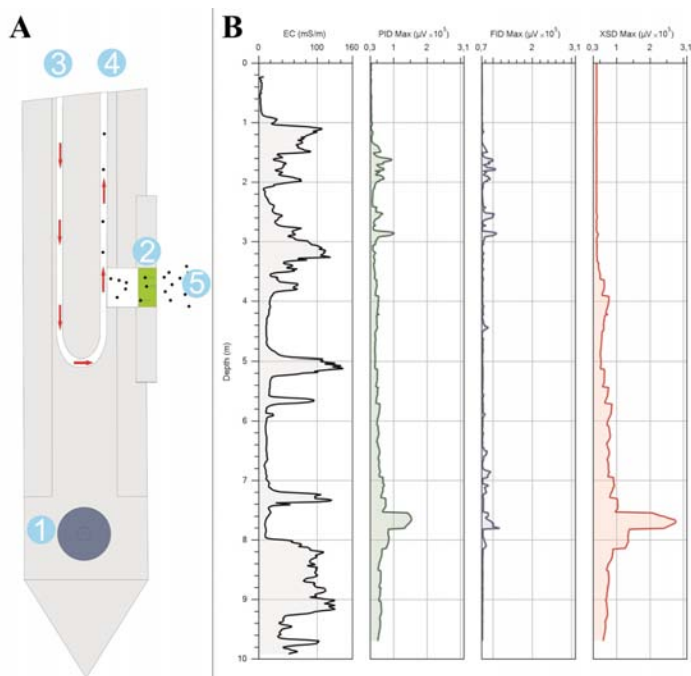 A
3
4
2
5
1
B
EC (mS/m)
0 100 160
PID Max (µV ×10⁵)
0,3 1 2 3,1
FID Max (µV ×10⁵)
0,7 1 2 3,1
XSD Max (µV ×10⁵)
0,3 1 2 3,1
Depth (m)
0
1
2
3
4
5
6
7
8
9
10